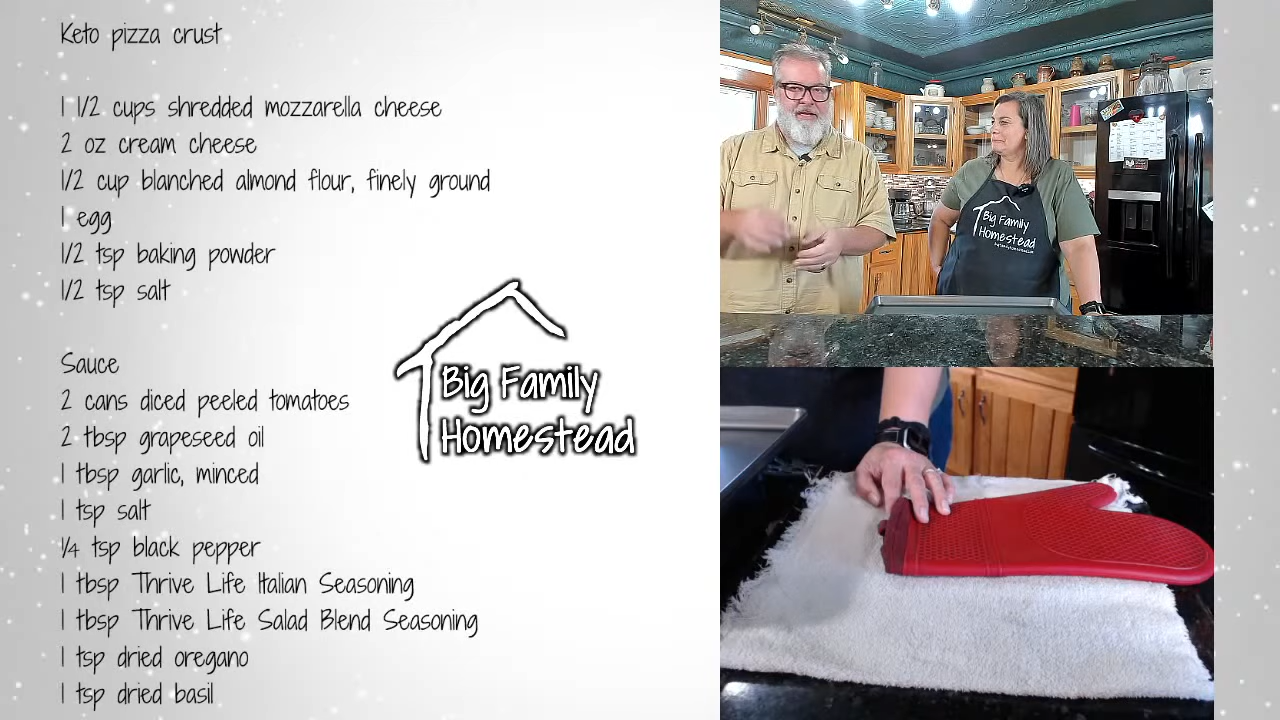 Keto pizza crust
1 1/2 cups shredded mozzarella cheese
2 oz cream cheese
1/2 cup blanched almond flour, finely ground
1 egg
1/2 tsp baking powder
1/2 tsp salt
Sauce
2 cans diced peeled tomatoes
2 tbsp grapeseed oil
1 tbsp garlic, minced
1 tsp salt
1/4 tsp black pepper
1 tbsp Thrive Life Italian Seasoning
1 tbsp Thrive Life Salad Blend Seasoning
1 tsp dried oregano
1 tsp dried basil
Big Family
Homestead
Big Family
Homestead